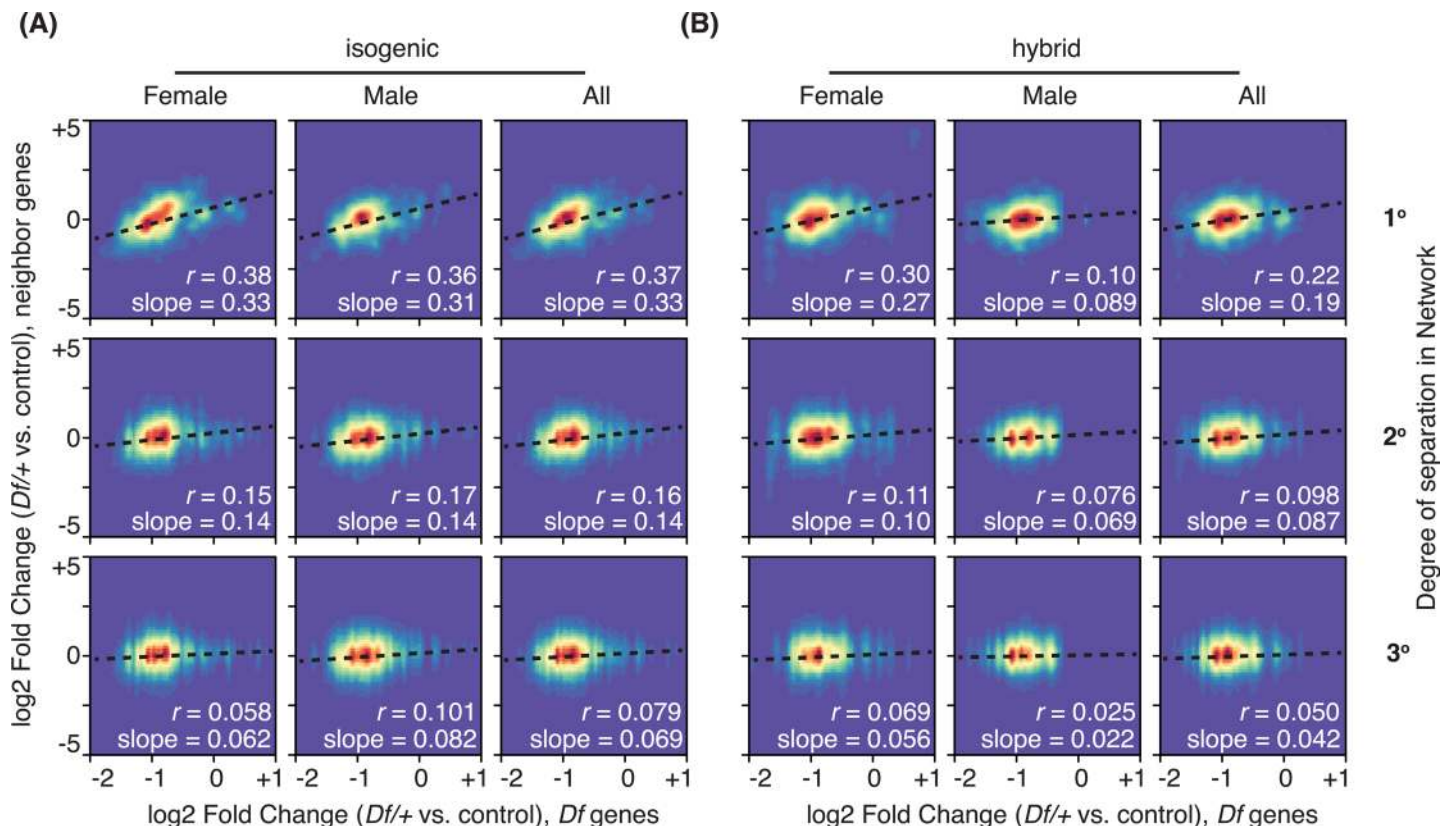 (A)
isogenic
Female Male All
(B)
hybrid
Female Male All
log2 Fold Change (Df/+ vs. control), neighbor genes
+5
0
-5
r = 0.38
slope = 0.33
r = 0.36
slope = 0.31
r = 0.37
slope = 0.33
r = 0.30
slope = 0.27
r = 0.10
slope = 0.089
r = 0.22
slope = 0.19
1º
+5
0
-5
r = 0.15
slope = 0.14
r = 0.17
slope = 0.14
r = 0.16
slope = 0.14
r = 0.11
slope = 0.10
r = 0.076
slope = 0.069
r = 0.098
slope = 0.087
2º
+5
0
-5
r = 0.058
slope = 0.062
r = 0.101
slope = 0.082
r = 0.079
slope = 0.069
r = 0.069
slope = 0.056
r = 0.025
slope = 0.022
r = 0.050
slope = 0.042
3º
Degree of separation in Network
-2 -1 0 +1
-2 -1 0 +1
-2 -1 0 +1
-2 -1 0 +1
-2 -1 0 +1
-2 -1 0 +1
log2 Fold Change (Df/+ vs. control), Df genes
log2 Fold Change (Df/+ vs. control), Df genes